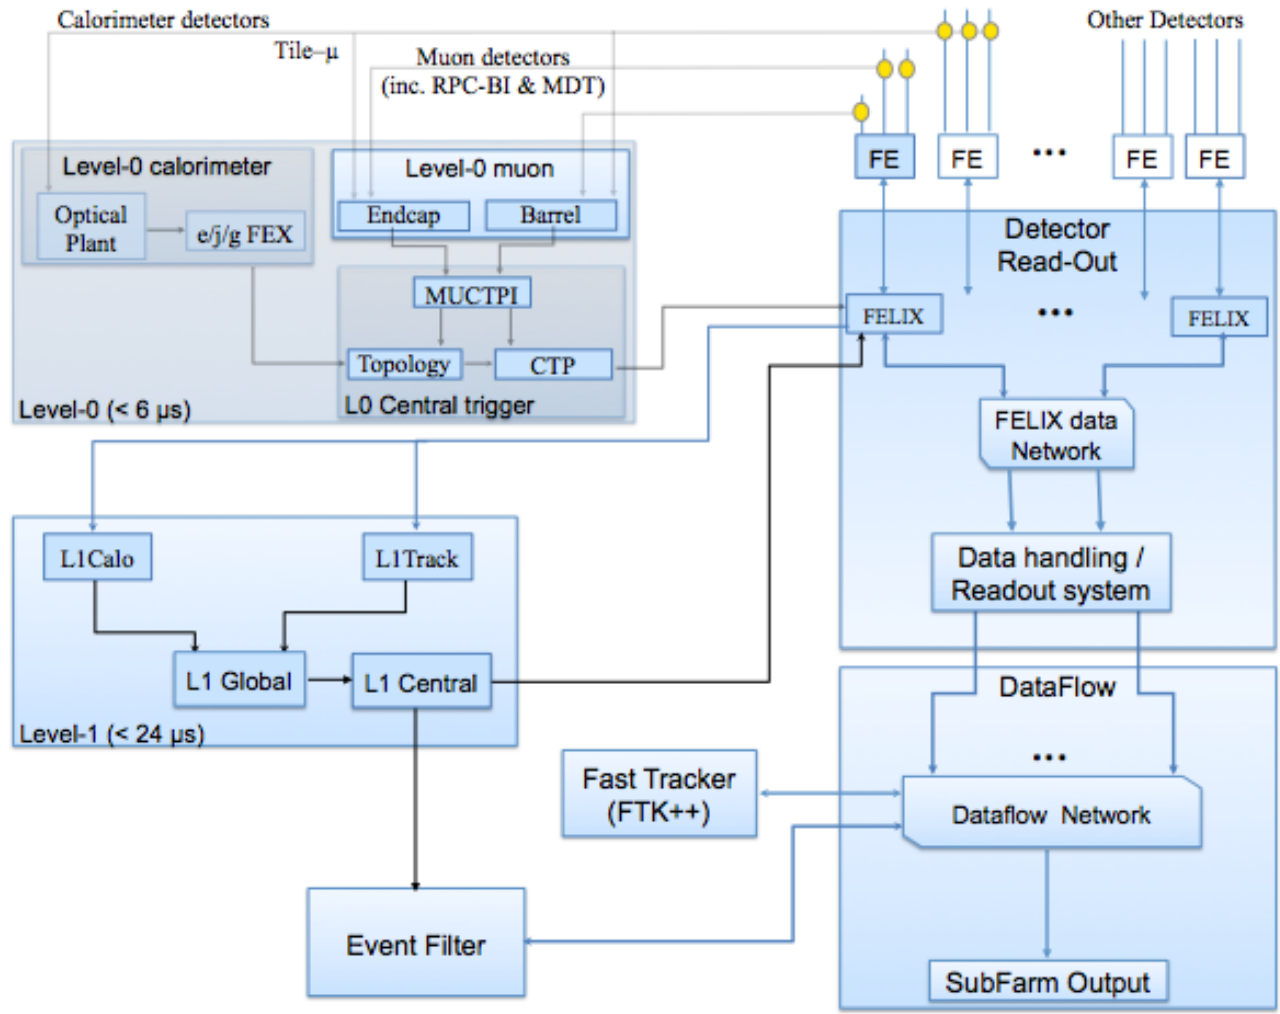 Calorimeter detectors
Other Detectors
Tile–μ
Muon detectors
(inc. RPC-BI & MDT)
FE
FE
...
FE
FE
Level-0 calorimeter
Level-0 muon
Optical
Plant
e/j/g FEX
Endcap
Barrel
MUCTPI
Topology
CTP
L0 Central trigger
Level-0 (< 6 μs)
Detector
Read-Out
FELIX
...
FELIX
FELIX data
Network
Data handling /
Readout system
L1Calo
L1Track
L1 Global
L1 Central
Level-1 (< 24 μs)
DataFlow
...
Fast Tracker
(FTK++)
Dataflow Network
Event Filter
SubFarm Output